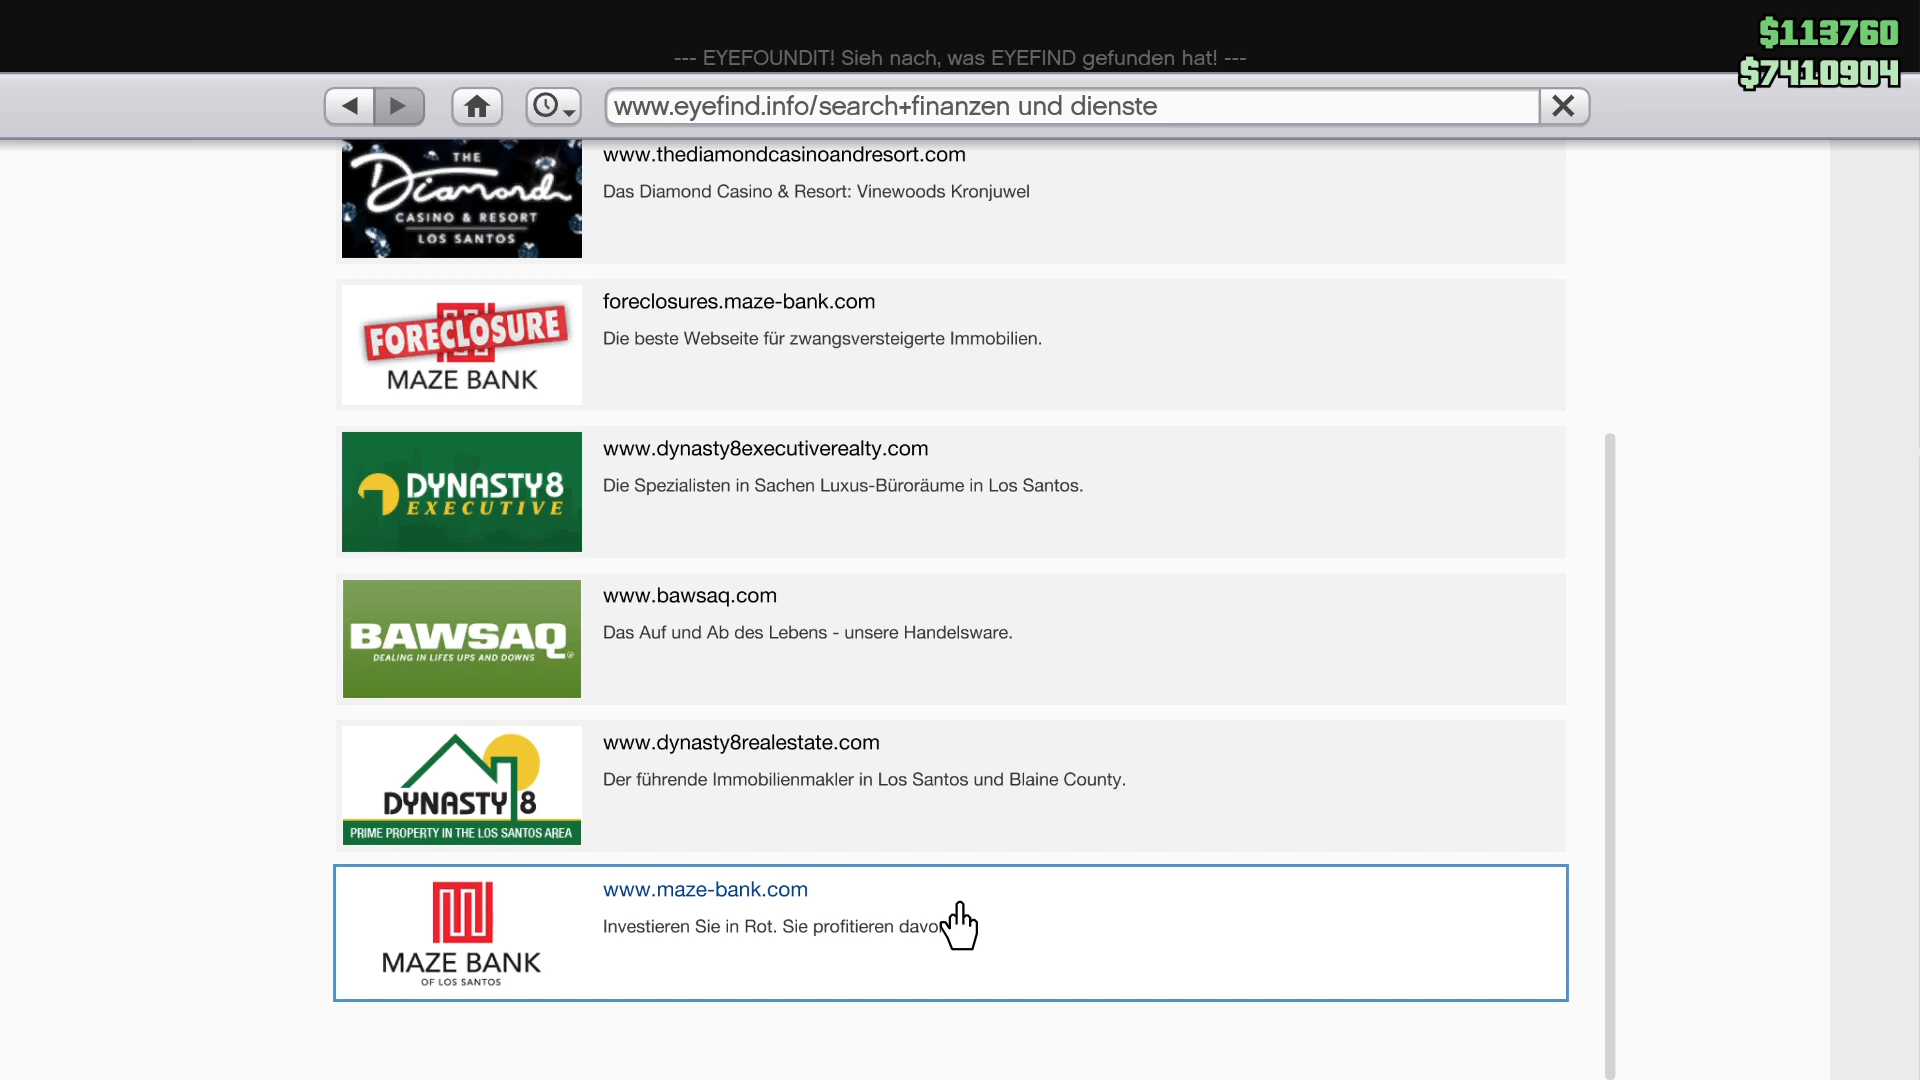 $113760
--- EYEFOUNDIT! Sieh nach, was EYEFIND gefunden hat! ---
$7410904
www.eyefind.info/search+finanzen und dienste
THE
Diamond
CASINO & RESORT
LOS SANTOS
www.thediamondcasinoandresort.com
Das Diamond Casino & Resort: Vinewoods Kronjuwel
FORECLOSURE
MAZE BANK
foreclosures.maze-bank.com
Die beste Webseite für zwangsversteigerte Immobilien.
DYNASTY8
EXECUTIVE
www.dynasty8executiverealty.com
Die Spezialisten in Sachen Luxus-Büroräume in Los Santos.
BAWSAQ
DEALING IN LIFES UPS AND DOWNS
www.bawsaq.com
Das Auf und Ab des Lebens - unsere Handelsware.
DYNASTY 8
PRIME PROPERTY IN THE LOS SANTOS AREA
www.dynasty8realestate.com
Der führende Immobilienmakler in Los Santos und Blaine County.
MAZE BANK
OF LOS SANTOS
www.maze-bank.com
Investieren Sie in Rot. Sie profitieren